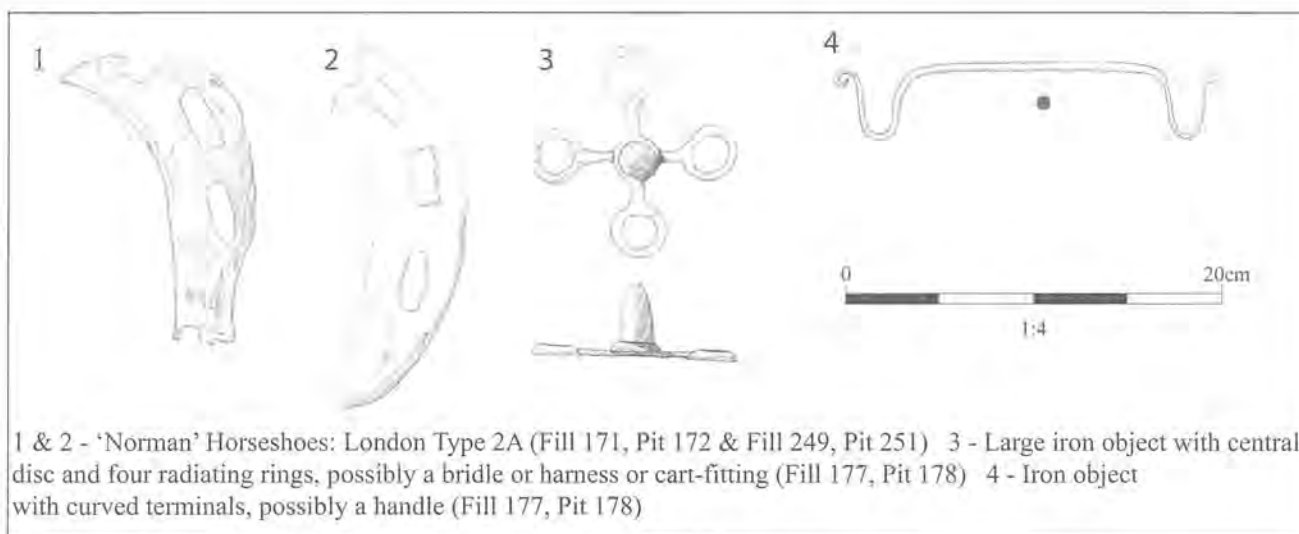 1 2 3 4
0 20cm
1:4
1 & 2 - ‘Norman’ Horseshoes: London Type 2A (Fill 171, Pit 172 & Fill 249, Pit 251) 3 - Large iron object with central
disc and four radiating rings, possibly a bridle or harness or cart-fitting (Fill 177, Pit 178) 4 - Iron object
with curved terminals, possibly a handle (Fill 177, Pit 178)